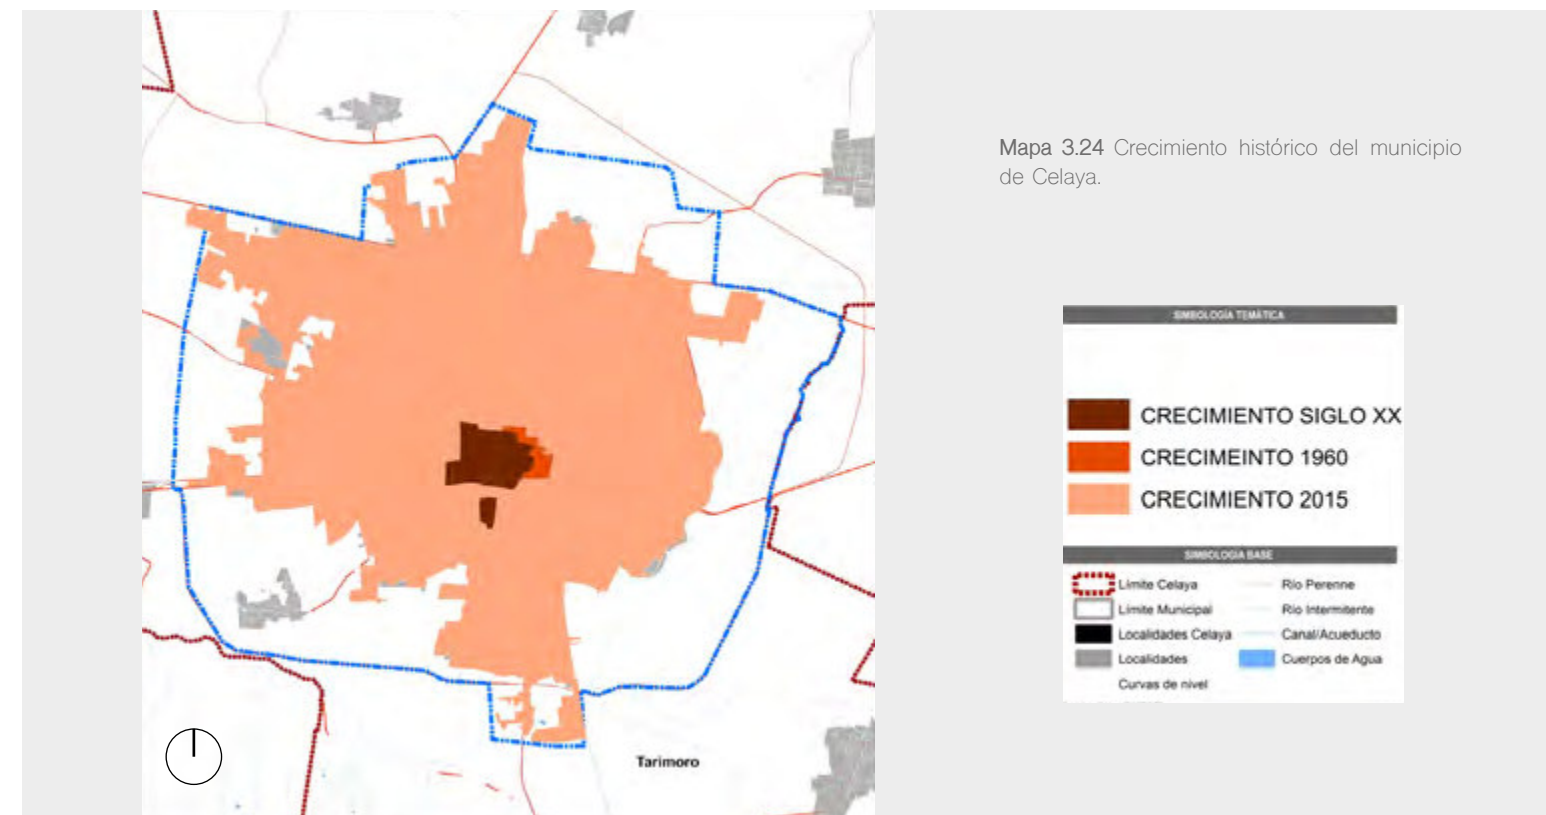 Mapa 3.24 Crecimiento histórico del municipio
de Celaya.
SIMBOLOGÍA TEMÁTICA
CRECIMIENTO SIGLO XX
CRECIMEINTO 1960
CRECIMIENTO 2015
SIMBOLOGÍA BASE
Límite Celaya
Río Perenne
Límite Municipal
Río Intermitente
Localidades Celaya
Canal/Acueducto
Localidades
Cuerpos de Agua
Curvas de nivel
Tarimoro